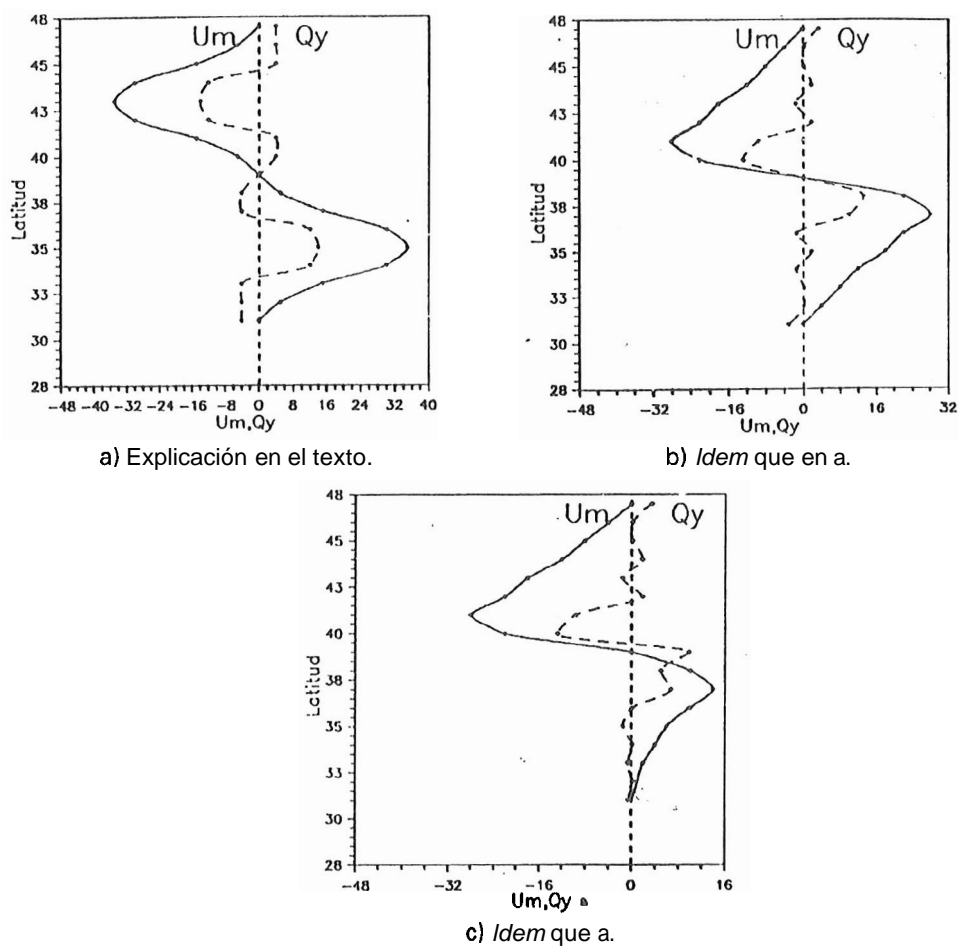 48
45
43
40
38
35
33
30
28
Latitud
Um
Qy
-48 -40 -32 -24 -16 -8 0 8 16 24 32 40
Um,Qy
a) Explicación en el texto.
48
45
43
40
38
35
33
30
28
Latitud
Um
Qy
-48 -32 -16 0 16 32
Um,Qy
b) Idem que en a.
48
45
43
40
38
35
33
30
28
Latitud
Um
Qy
-48 -32 -16 0 16
Um,Qy
c) Idem que a.